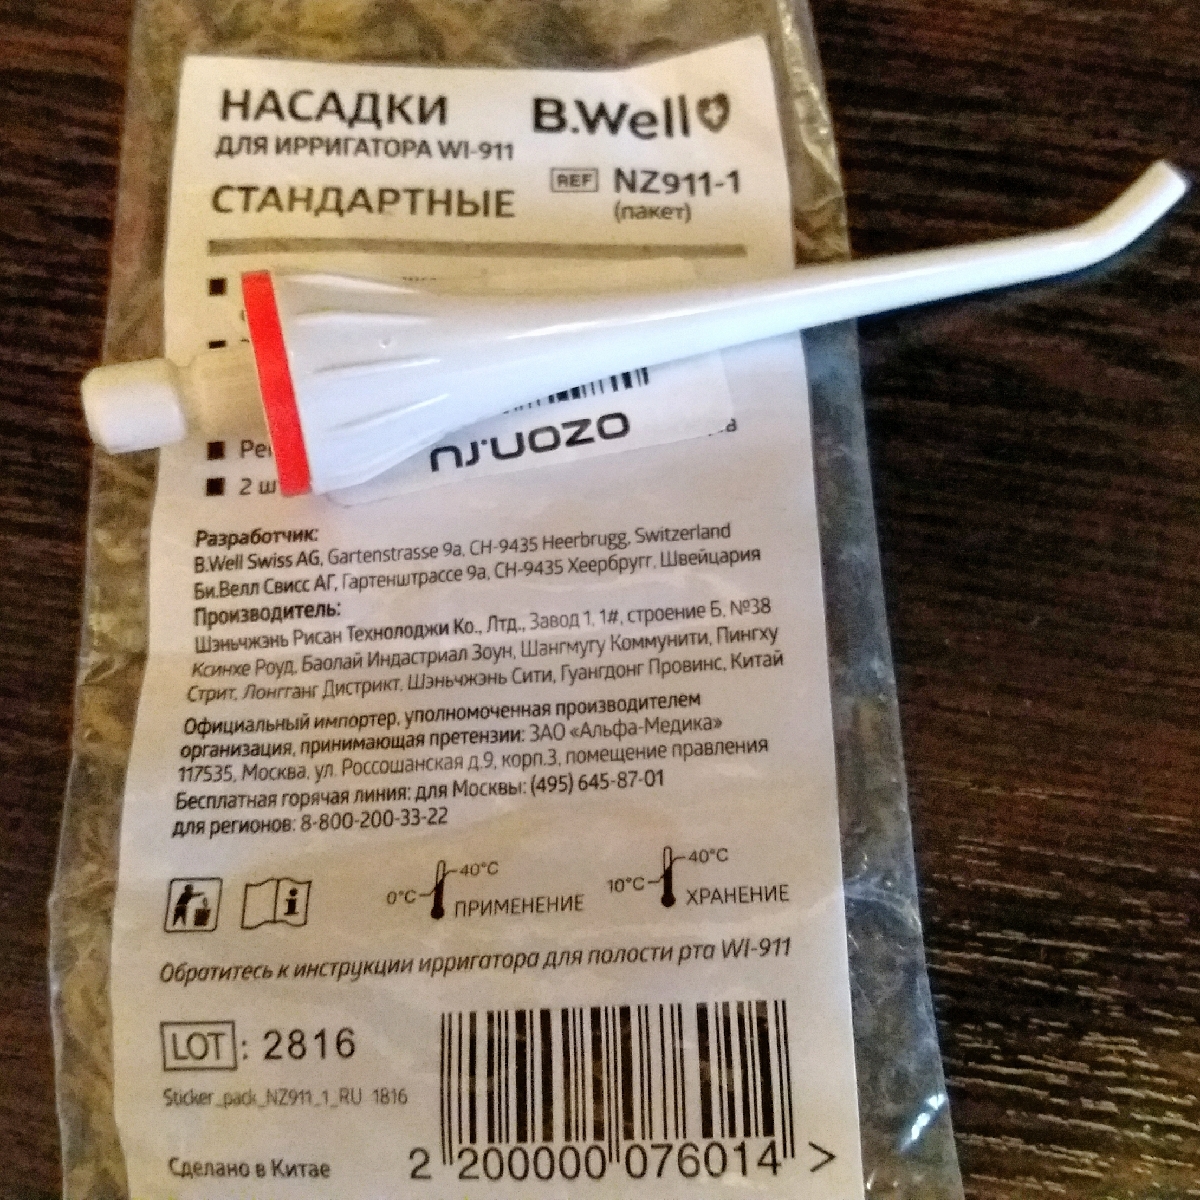 НАСАДКИ
B.Well
ДЛЯ ИРРИГАТОРА WI-911
СТАНДАРТНЫЕ
REF NZ911-1
(пакет)
ozon.ru
2
Разработчик:
B.Well Swiss AG, Gartenstrasse 9a, CH-9435 Heerbrugg, Switzerland
Би.Велл Свисс АГ, Гартенштрассе 9а, CH-9435 Хеербругг, Швейцария
Производитель:
Шэньчжэнь Рисан Технолоджи Ко., Лтд., Завод 1, 1#, строение Б, №38
Ксинхе Роуд, Баолай Индастриал Зоун, Шангмугу Коммунити, Пингху
Стрит, Лонгганг Дистрикт, Шэньчжэнь Сити, Гуангдонг Провинс, Китай
Официальный импортер, уполномоченная производителем
организация, принимающая претензии: ЗАО «Альфа-Медика»
117535, Москва, ул. Россошанская д.9, корп.3, помещение правления
Бесплатная горячая линия: для Москвы: (495) 645-87-01
для регионов: 8-800-200-33-22
0°C 40°C ПРИМЕНЕНИЕ
10°C 40°C ХРАНЕНИЕ
Обратитесь к инструкции ирригатора для полости рта WI-911
LOT: 2816
Sticker_pack_NZ911_1_RU 1816
Сделано в Китае
2 200000 076014 >